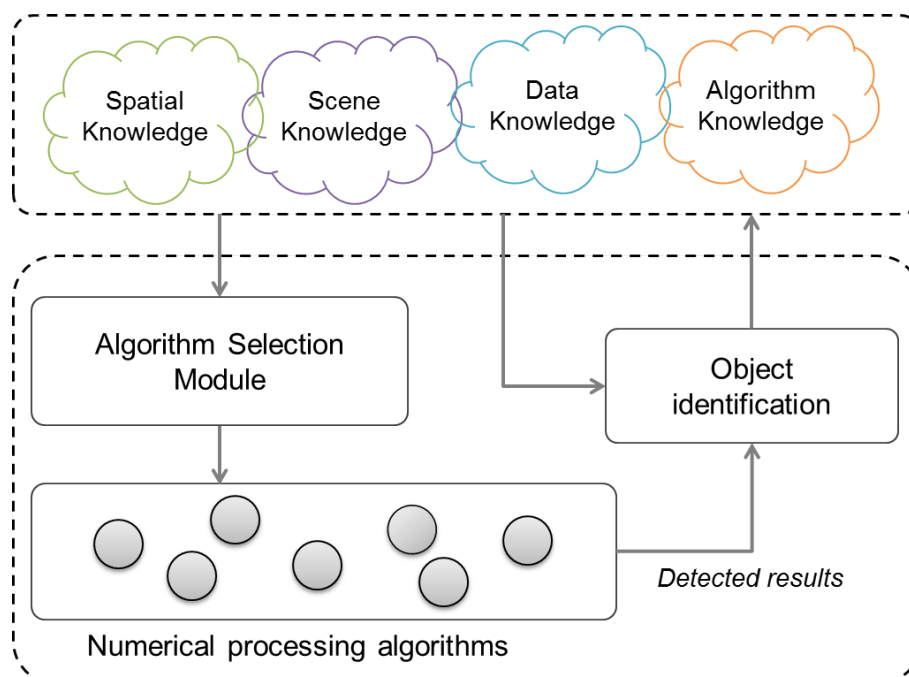 Spatial
Knowledge
Scene
Knowledge
Data
Knowledge
Algorithm
Knowledge
Algorithm Selection
Module
Object
identification
Detected results
Numerical processing algorithms